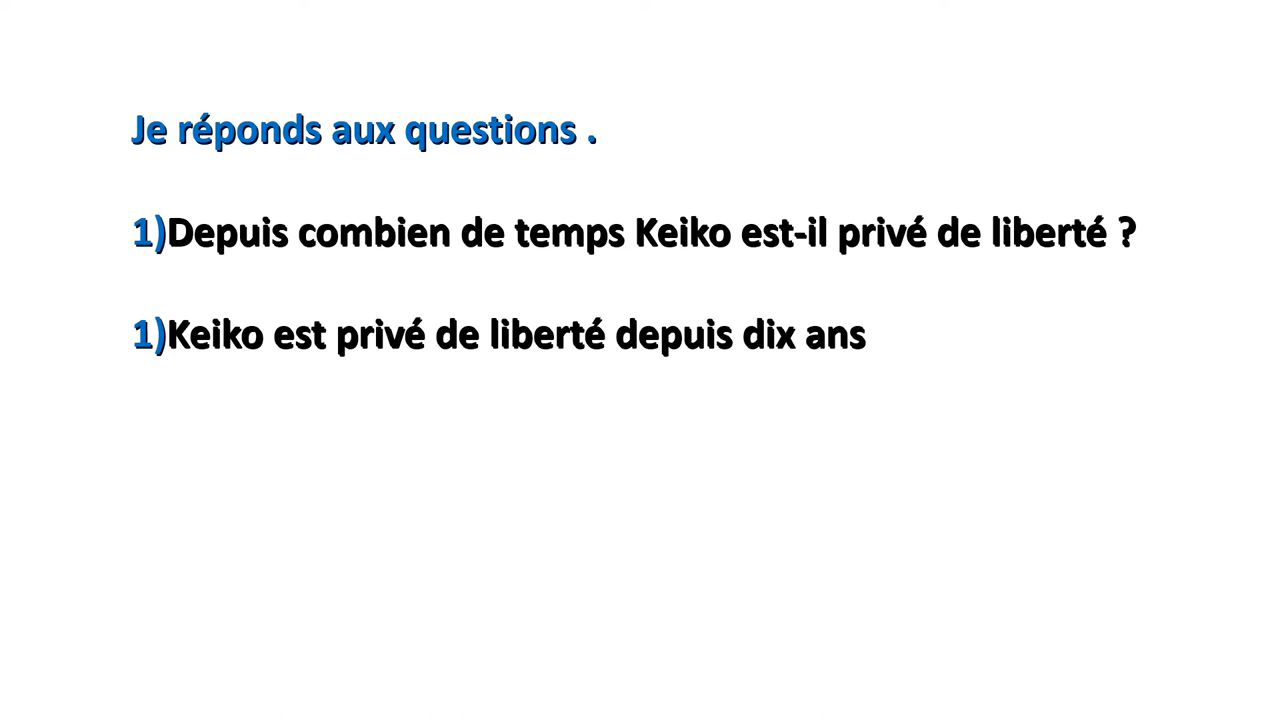 Je réponds aux questions .
1)Depuis combien de temps Keiko est-il privé de liberté ?
1)Keiko est privé de liberté depuis dix ans